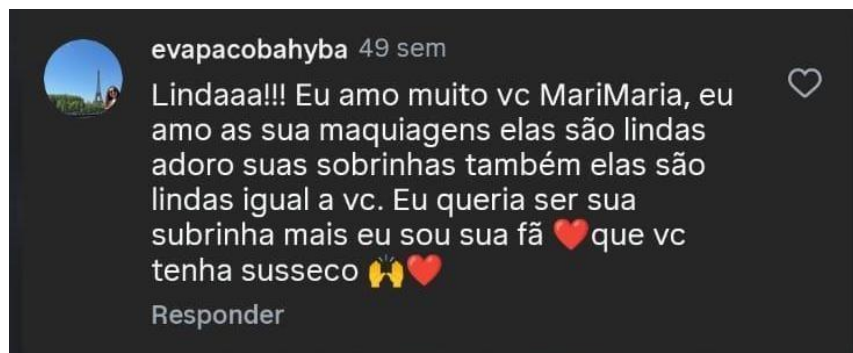 evapacobahyba 49 sem
Lindaaa!!! Eu amo muito vc MariMaria, eu
amo as sua maquiagens elas são lindas
adoro suas sobrinhas também elas são
lindas igual a vc. Eu queria ser sua
subrinha mais eu sou sua fã ❤️que vc
tenha susseco 🙌❤️
Responder